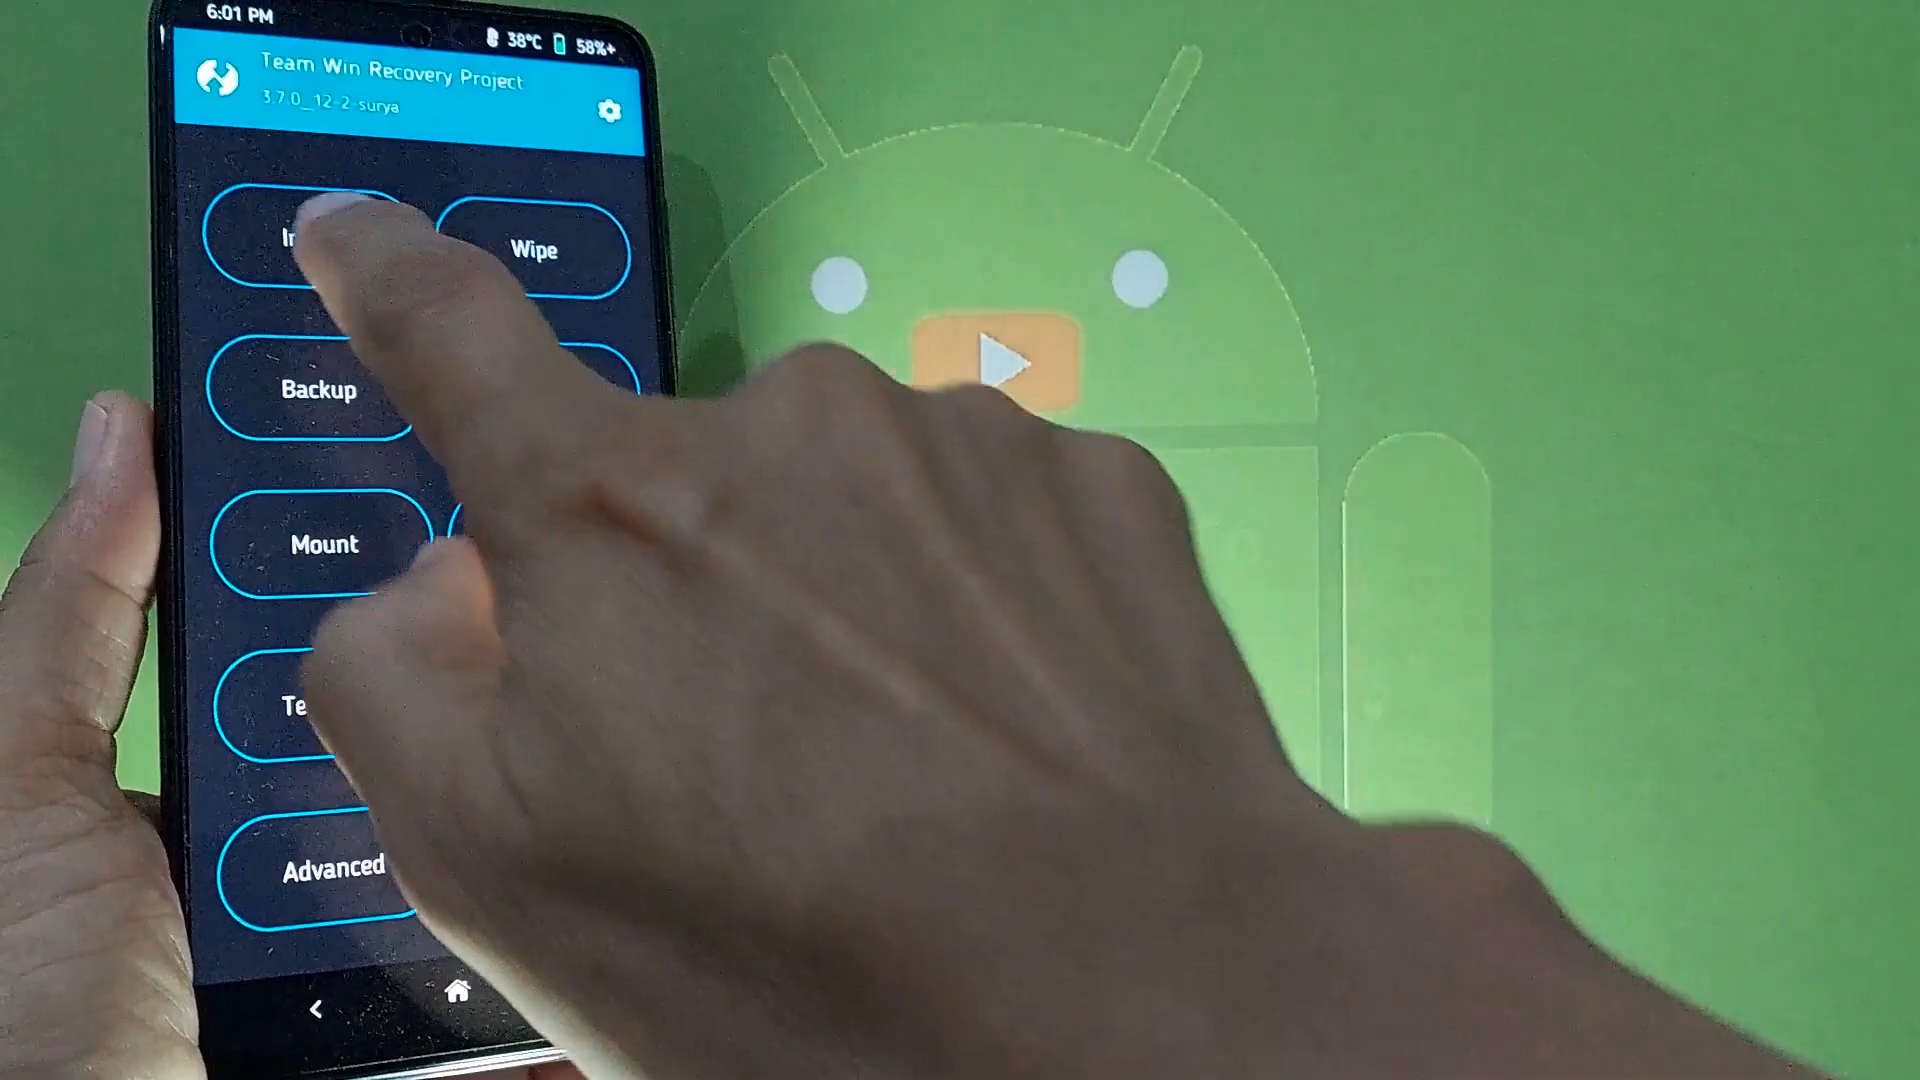 6:01 PM
38°C 58%+
Team Win Recovery Project
3.7.0_12-2-surya
Wipe
Backup
Mount
Advanced